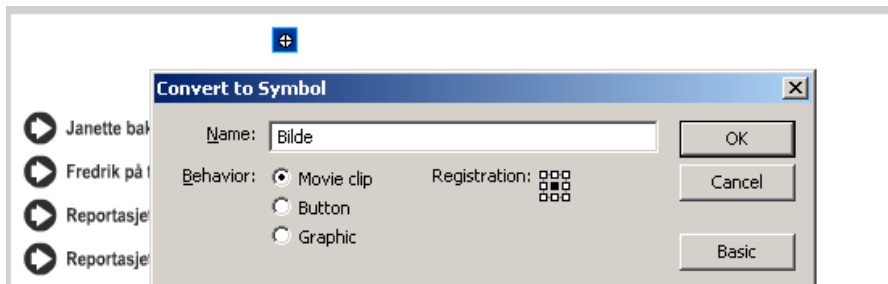 Convert to Symbol
Janette bak
Name: Bilde OK
Fredrik på f
Behavior: Movie clip Registration: Cancel
Button
Reportasje
Graphic
Reportasje Basic